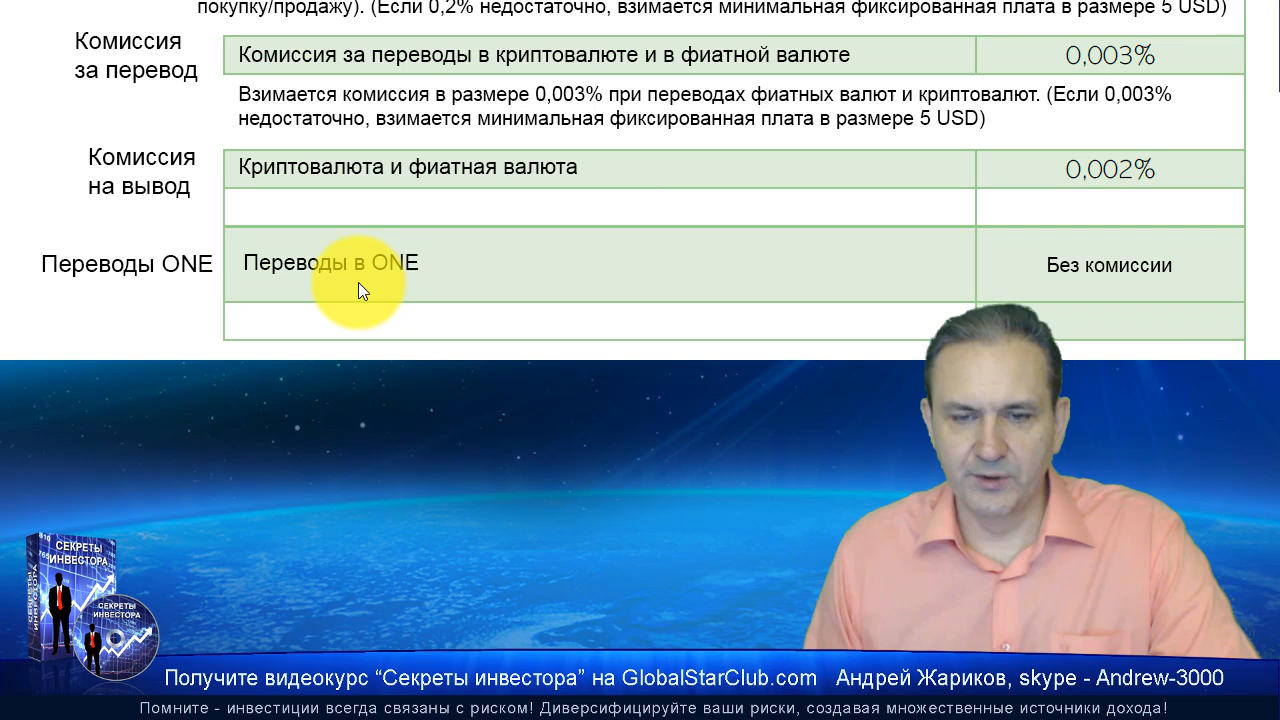 покупку/продажу). (Если 0,2% недостаточно, взимается минимальная фиксированная плата в размере 5 USD)
Комиссия
за перевод
Комиссия за переводы в криптовалюте и в фиатной валюте
0,003%
Взимается комиссия в размере 0,003% при переводах фиатных валют и криптовалют. (Если 0,003%
недостаточно, взимается минимальная фиксированная плата в размере 5 USD)
Комиссия
на вывод
Криптовалюта и фиатная валюта
0,002%
Переводы ONE
Переводы в ONE
Без комиссии
СЕКРЕТЫ
ИНВЕСТОРА
СЕКРЕТЫ
ИНВЕСТОРА
Получите видеокурс “Секреты инвестора” на GlobalStarClub.com Андрей Жариков, skype - Andrew-3000
Помните - инвестиции всегда связаны с риском! Диверсифицируйте ваши риски, создавая множественные источники дохода!